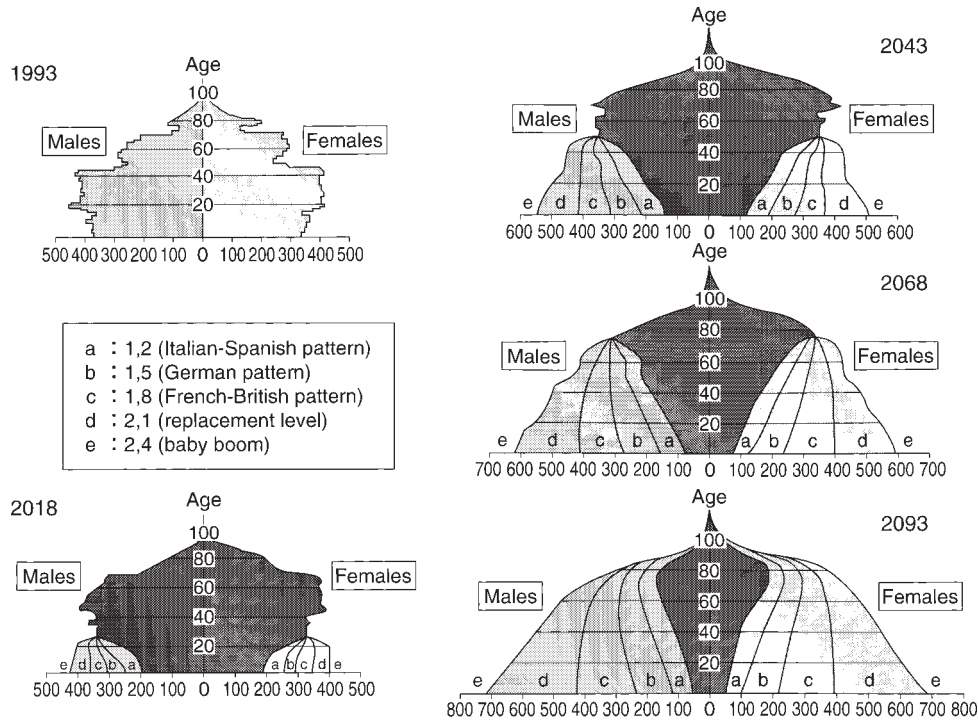 1993
Age
100
80
60
40
20
Males
Females
500 400 300 200 100 0 100 200 300 400 500
a : 1,2 (Italian-Spanish pattern)
b : 1,5 (German pattern)
c : 1,8 (French-British pattern)
d : 2,1 (replacement level)
e : 2,4 (baby boom)
2018
Age
100
80
60
40
20
Males
Females
e d c b a a b c d e
500 400 300 200 100 0 100 200 300 400 500
Age
2043
100
80
60
40
20
Males
Females
e d c b a a b c d e
600 500 400 300 200 100 0 100 200 300 400 500 600
Age
2068
100
80
60
40
20
Males
Females
e d c b a a b c d e
700 500 400 300 200 100 0 100 200 300 400 500 700
Age
2093
100
80
60
40
20
Males
Females
e d c b a a b c d e
800 700 600 500 400 300 200 100 0 100 200 300 400 500 600 700 800